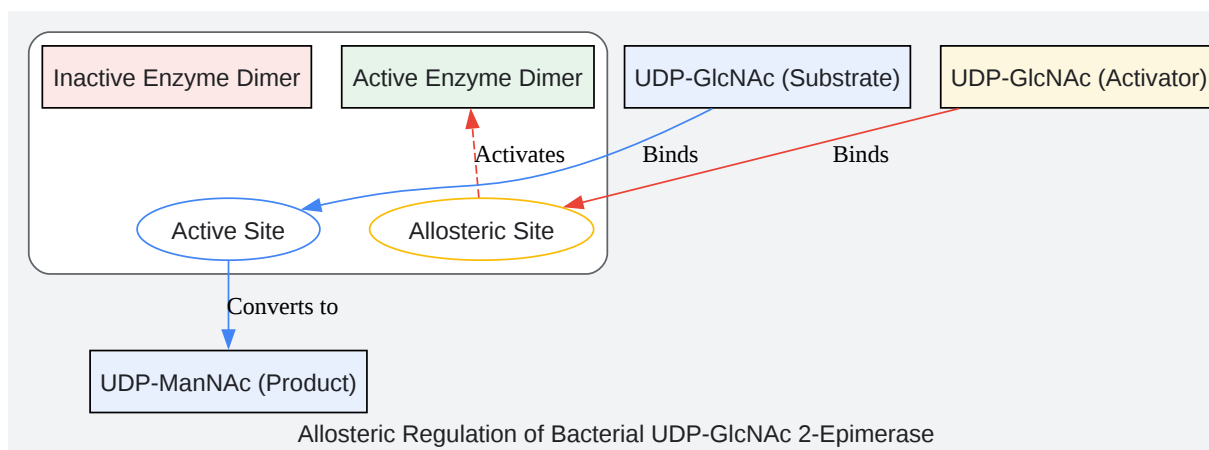 Inactive Enzyme Dimer
Active Enzyme Dimer
UDP-GlcNAc (Substrate)
UDP-GlcNAc (Activator)
Activates
Binds
Binds
Active Site
Allosteric Site
Converts to
UDP-ManNAc (Product)
Allosteric Regulation of Bacterial UDP-GlcNAc 2-Epimerase